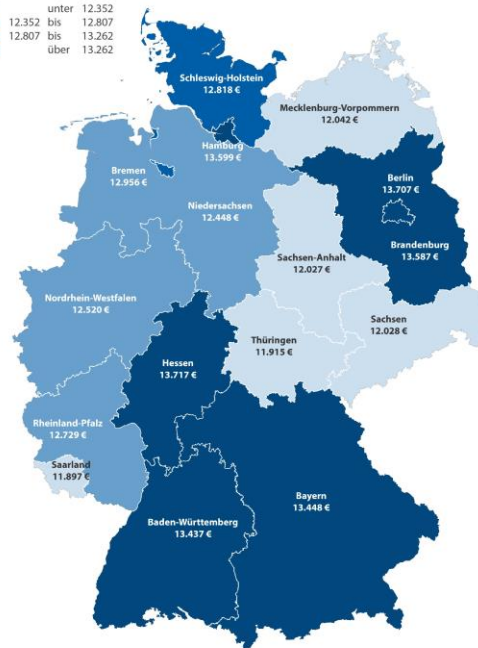 unter 12.352
12.352 bis 12.807
12.807 bis 13.262
über 13.262
Schleswig-Holstein
12.818 €
Mecklenburg-Vorpommern
12.042 €
Hamburg
13.599 €
Bremen
12.956 €
Berlin
13.707 €
Niedersachsen
12.448 €
Brandenburg
13.587 €
Sachsen-Anhalt
12.027 €
Nordrhein-Westfalen
12.520 €
Sachsen
12.028 €
Thüringen
11.915 €
Hessen
13.717 €
Rheinland-Pfalz
12.729 €
Saarland
11.897 €
Bayern
13.448 €
Baden-Württemberg
13.437 €